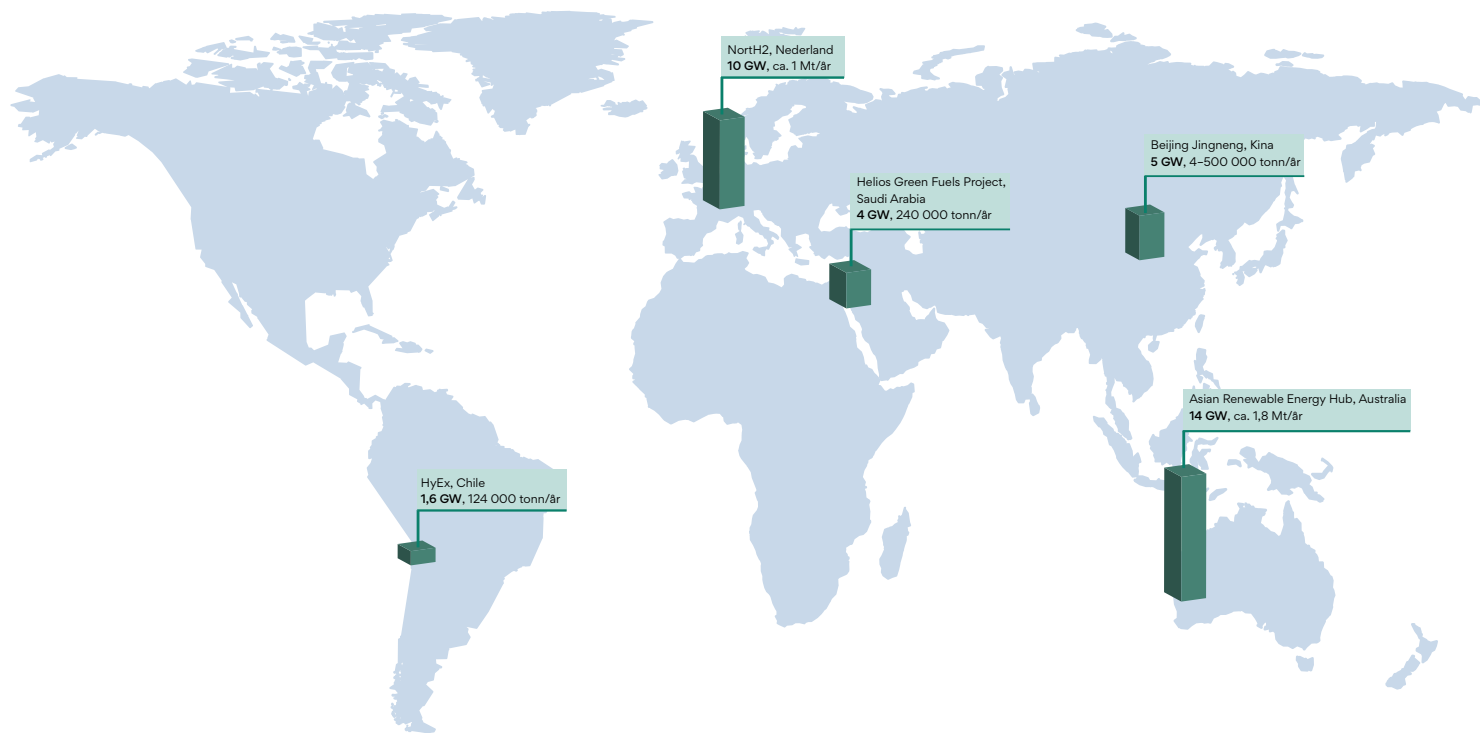 NortH2, Nederland
10 GW, ca. 1 Mt/år
Beijing Jingneng, Kina
5 GW, 4–500 000 tonn/år
Helios Green Fuels Project,
Saudi Arabia
4 GW, 240 000 tonn/år
Asian Renewable Energy Hub, Australia
14 GW, ca. 1,8 Mt/år
HyEx, Chile
1,6 GW, 124 000 tonn/år